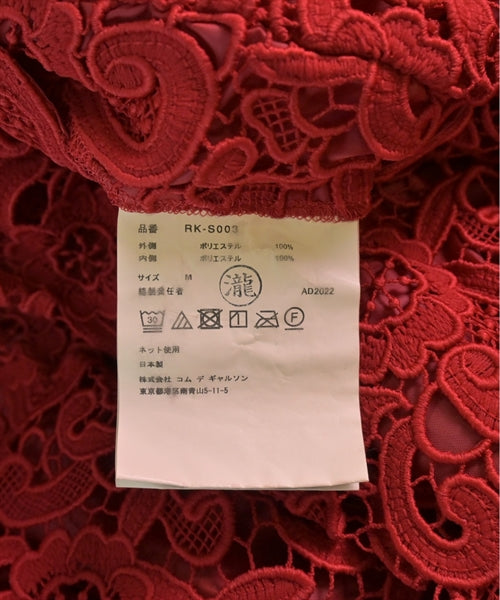 品番 RK-S003
外側 ポリエステル 100%
内側 ポリエステル 100%
サイズ M
縫製責任者 瀧 AD2022
30 F
ネット使用
日本製
株式会社 コム デ ギャルソン
東京都港区南青山5-11-5